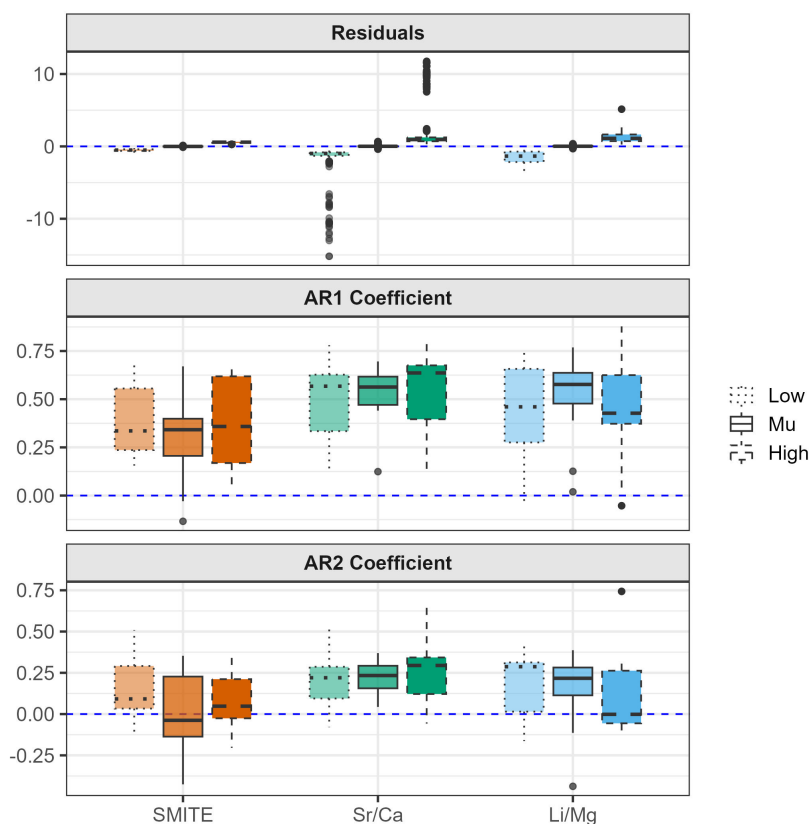 Residuals
10
0
-10
AR1 Coefficient
0.75
0.50
0.25
0.00
Low
Mu
High
AR2 Coefficient
0.75
0.50
0.25
0.00
-0.25
SMITE Sr/Ca Li/Mg